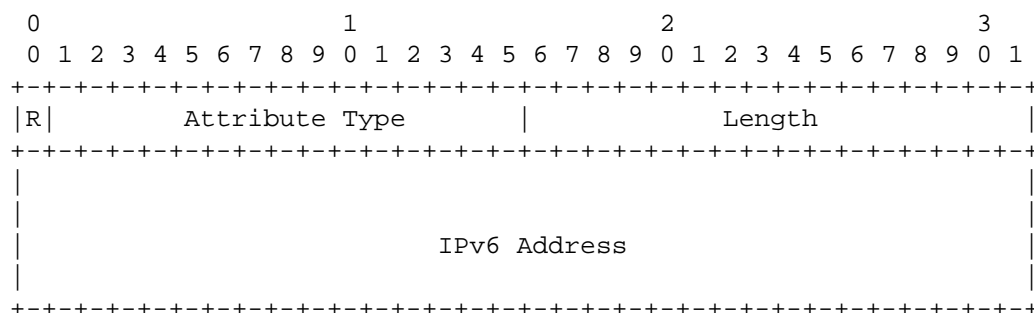 0                   1                   2                   3
 0 1 2 3 4 5 6 7 8 9 0 1 2 3 4 5 6 7 8 9 0 1 2 3 4 5 6 7 8 9 0 1
+-+-+-+-+-+-+-+-+-+-+-+-+-+-+-+-+-+-+-+-+-+-+-+-+-+-+-+-+-+-+-+-+
|R|        Attribute Type       |            Length             |
+-+-+-+-+-+-+-+-+-+-+-+-+-+-+-+-+-+-+-+-+-+-+-+-+-+-+-+-+-+-+-+-+
|                                                               |
|                                                               |
|                          IPv6 Address                         |
|                                                               |
+-+-+-+-+-+-+-+-+-+-+-+-+-+-+-+-+-+-+-+-+-+-+-+-+-+-+-+-+-+-+-+-+